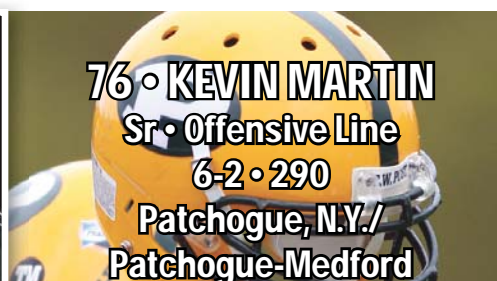 76 • KEVIN MARTIN
Sr • Offensive Line
6-2 • 290
Patchogue, N.Y./
Patchogue-Medford